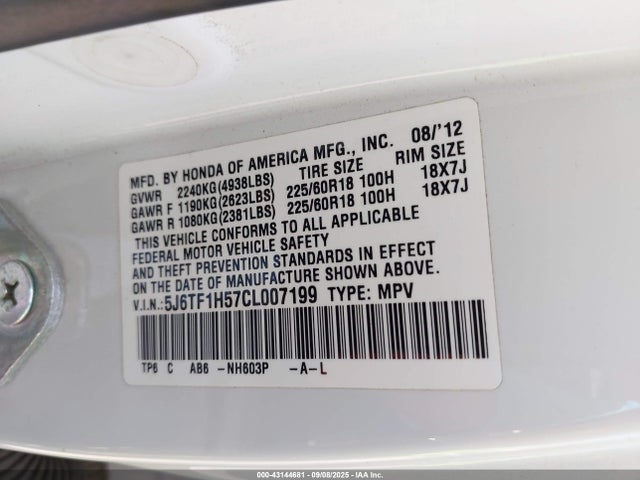 MFD. BY HONDA OF AMERICA MFG., INC. 08/'12
TIRE SIZE RIM SIZE
GVWR 2240KG(4938LBS)
GAWR F 1190KG(2623LBS) 225/60R18 100H 18X7J
GAWR R 1080KG(2381LBS) 225/60R18 100H 18X7J
THIS VEHICLE CONFORMS TO ALL APPLICABLE
FEDERAL MOTOR VEHICLE SAFETY
AND THEFT PREVENTION STANDARDS IN EFFECT
ON THE DATE OF MANUFACTURE SHOWN ABOVE.
V.I.N.: 5J6TF1H57CL007199 TYPE: MPV
TP6 C AB6 -NH603P -A-L
000-43144681 - 09/08/2025 - IAA Inc.